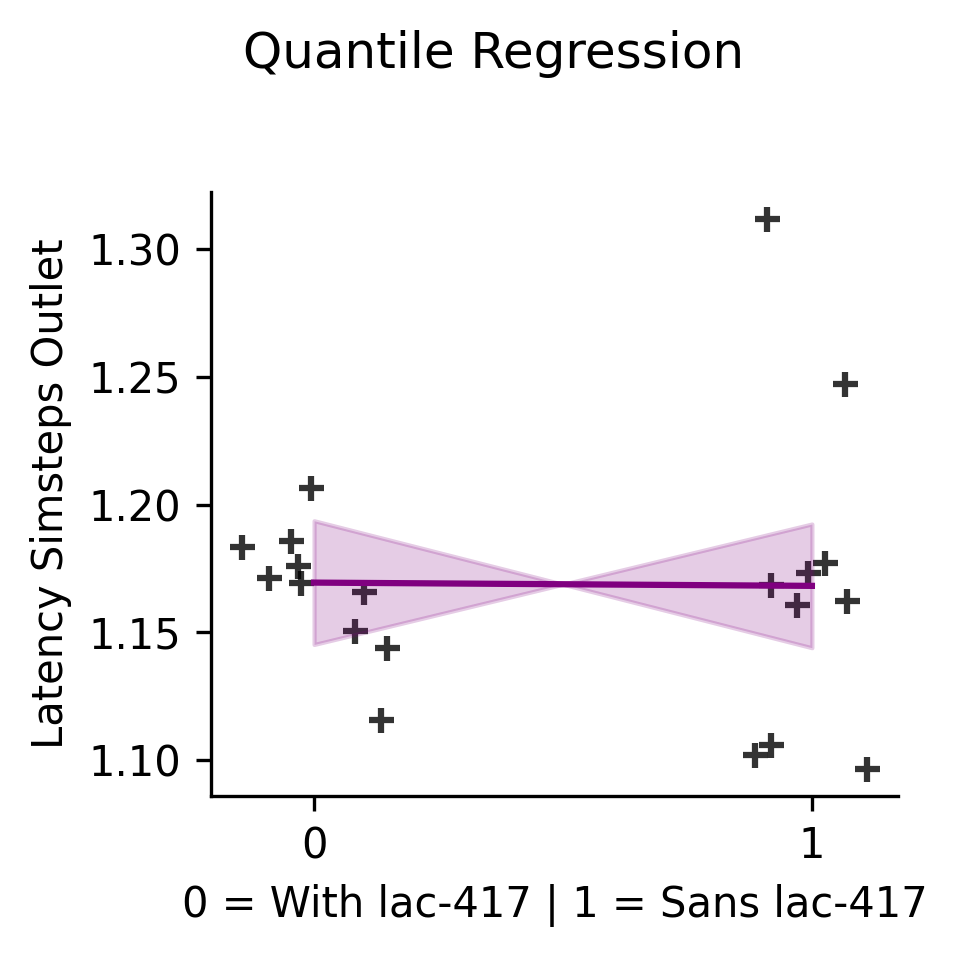 Quantile Regression
Latency Simsteps Outlet
1.30
1.25
1.20
1.15
1.10
0
1
0 = With lac-417 | 1 = Sans lac-417